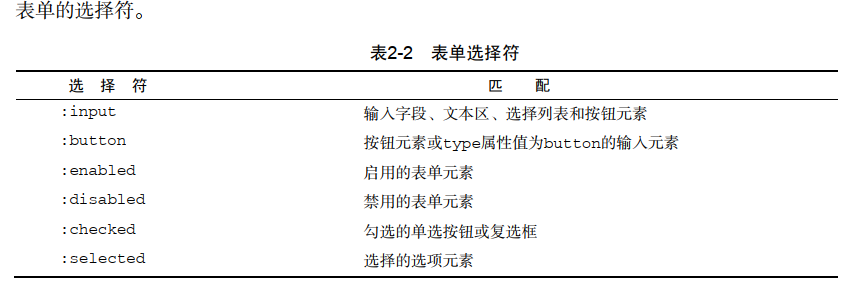 表单的选择符。
表2-2 表单选择符
选 择 符 匹 配
:input 输入字段、文本区、选择列表和按钮元素
:button 按钮元素或type属性值为button的输入元素
:enabled 启用的表单元素
:disabled 禁用的表单元素
:checked 勾选的单选按钮或复选框
:selected 选择的选项元素